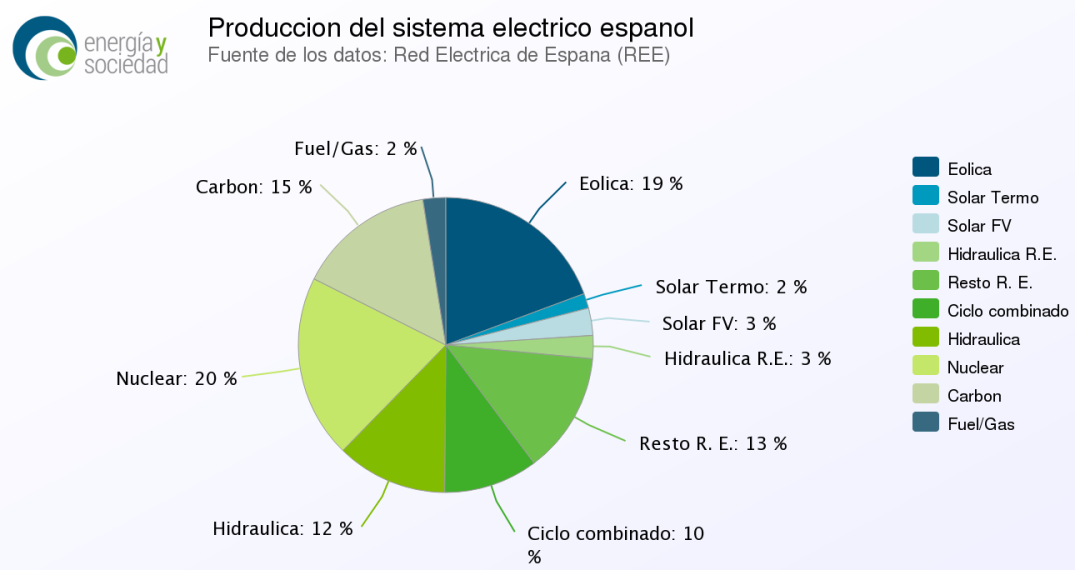 energía y
sociedad
Produccion del sistema electrico espanol
Fuente de los datos: Red Electrica de Espana (REE)
Fuel/Gas: 2 %
Carbon: 15 %
Eolica: 19 %
Solar Termo: 2 %
Solar FV: 3 %
Hidraulica R.E.: 3 %
Nuclear: 20 %
Resto R. E.: 13 %
Hidraulica: 12 %
Ciclo combinado: 10
%
Eolica
Solar Termo
Solar FV
Hidraulica R.E.
Resto R. E.
Ciclo combinado
Hidraulica
Nuclear
Carbon
Fuel/Gas